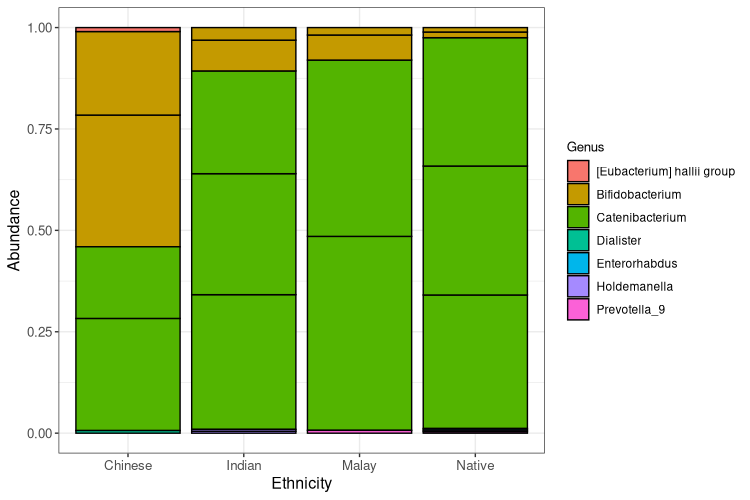 1.00
0.75
0.50
0.25
0.00
Abundance
Chinese
Indian
Malay
Native
Ethnicity
Genus
[Eubacterium] hallii group
Bifidobacterium
Catenibacterium
Dialister
Enterorhabdus
Holdemanella
Prevotella_9